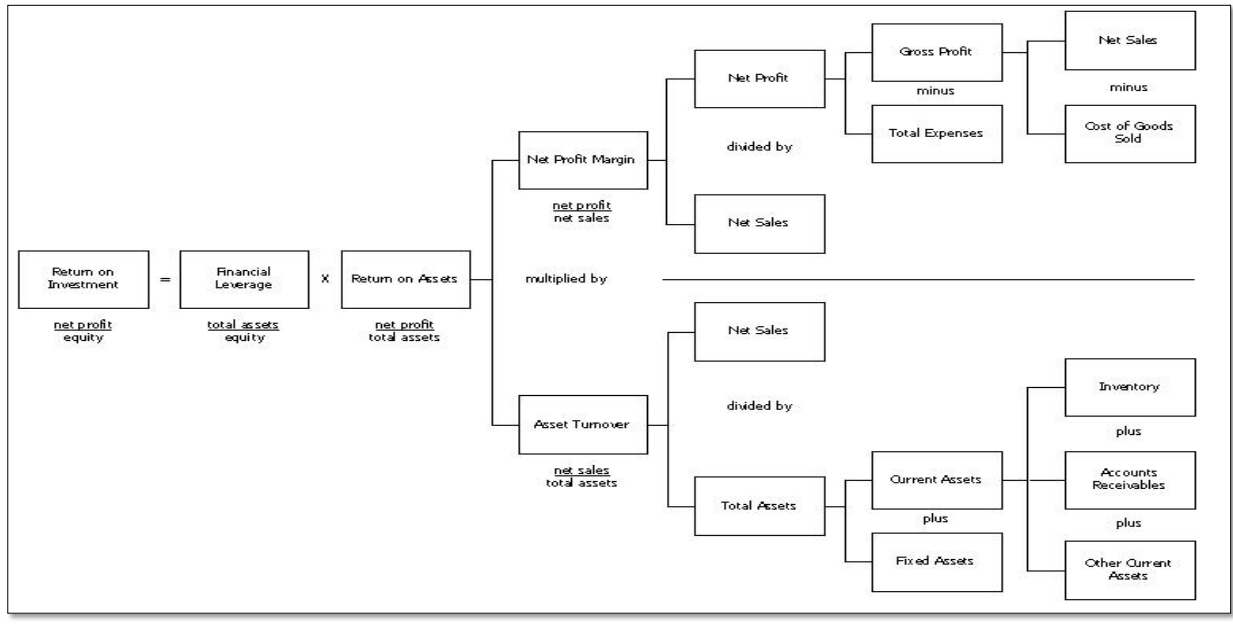 Return on
Investment
net profit
equity
=
Financial
Leverage
total assets
equity
x
Return on Assets
net profit
total assets
Net Profit Margin
net profit
net sales
multiplied by
Asset Turnover
net sales
total assets
Net Profit
divided by
Net Sales
Net Sales
divided by
Total Assets
Gross Profit
minus
Total Expenses
Current Assets
plus
Fixed Assets
Net Sales
minus
Cost of Goods
Sold
Inventory
plus
Accounts
Receivables
plus
Other Current
Assets